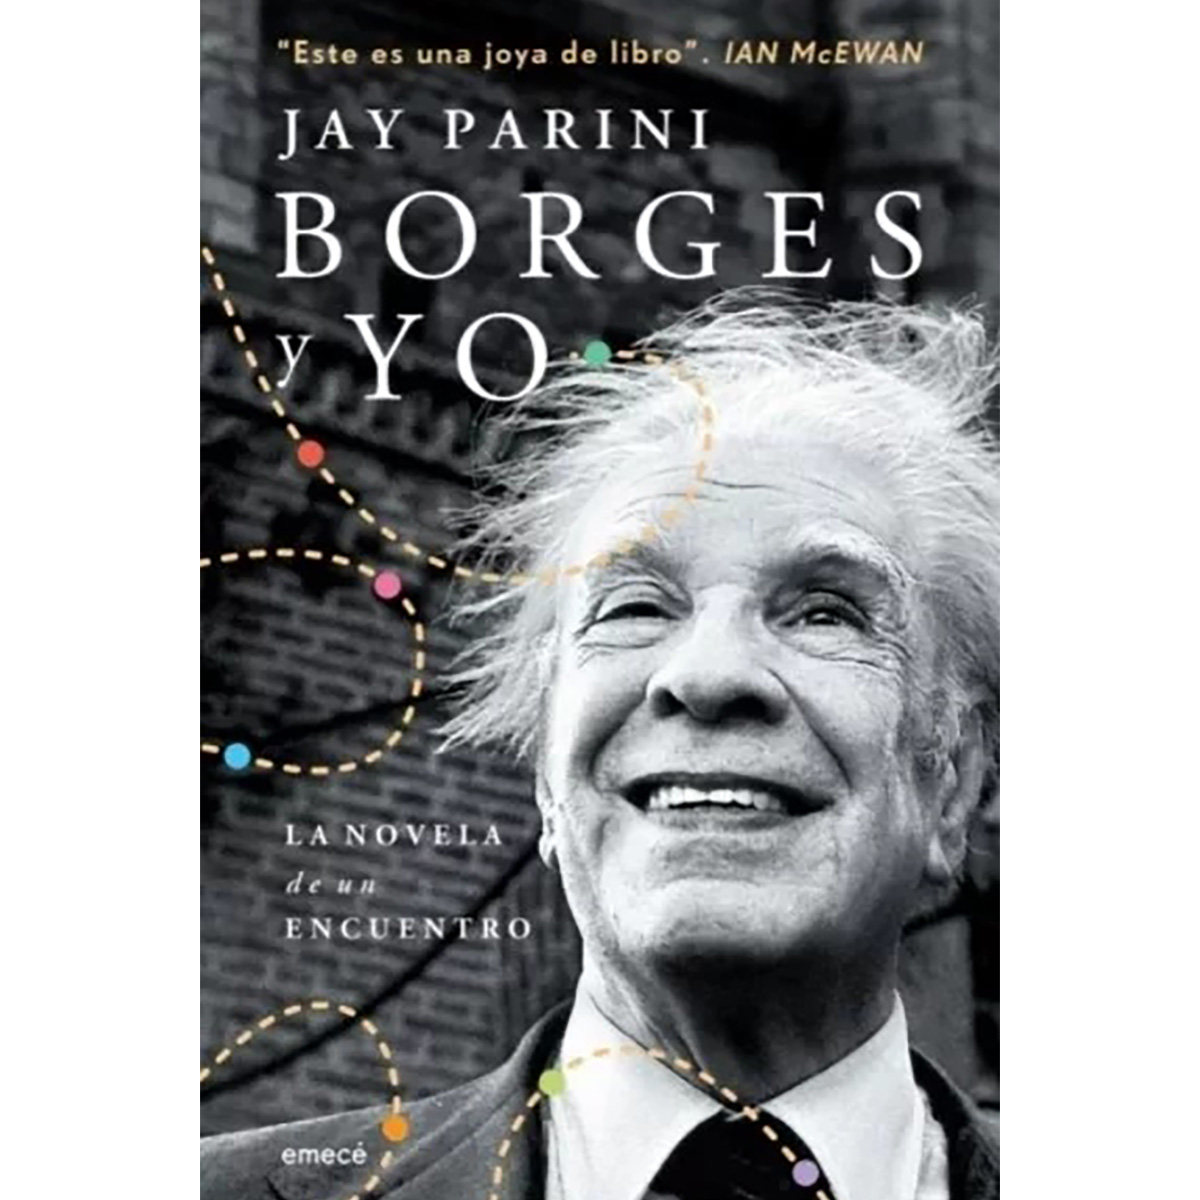 "Este es una joya de libro". IAN McEWAN
JAY PARINI
BORGES
y YO
LA NOVELA
de un
ENCUENTRO
emecé